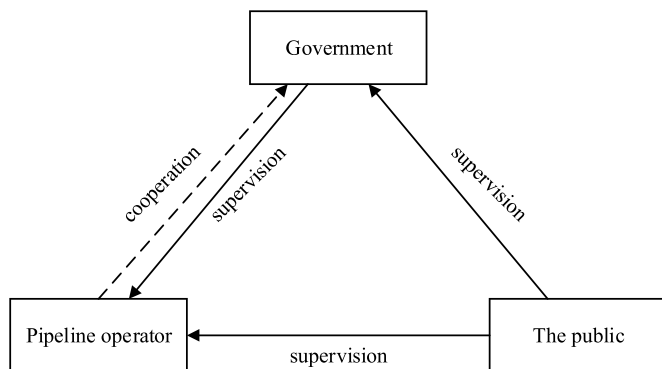 Government
cooperation
supervision
supervision
Pipeline operator
The public
supervision